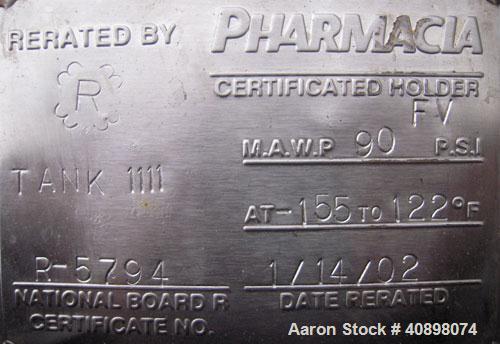 RERATED BY
R
TANK 1111
R-5794
NATIONAL BOARD R
CERTIFICATE NO.
PHARMACIA
CERTIFICATED HOLDER
FV
M.A.W.P 90 P.S.I
AT -155 TO 122°F
1/14/02
DATE RERATED
Aaron Stock # 40898074